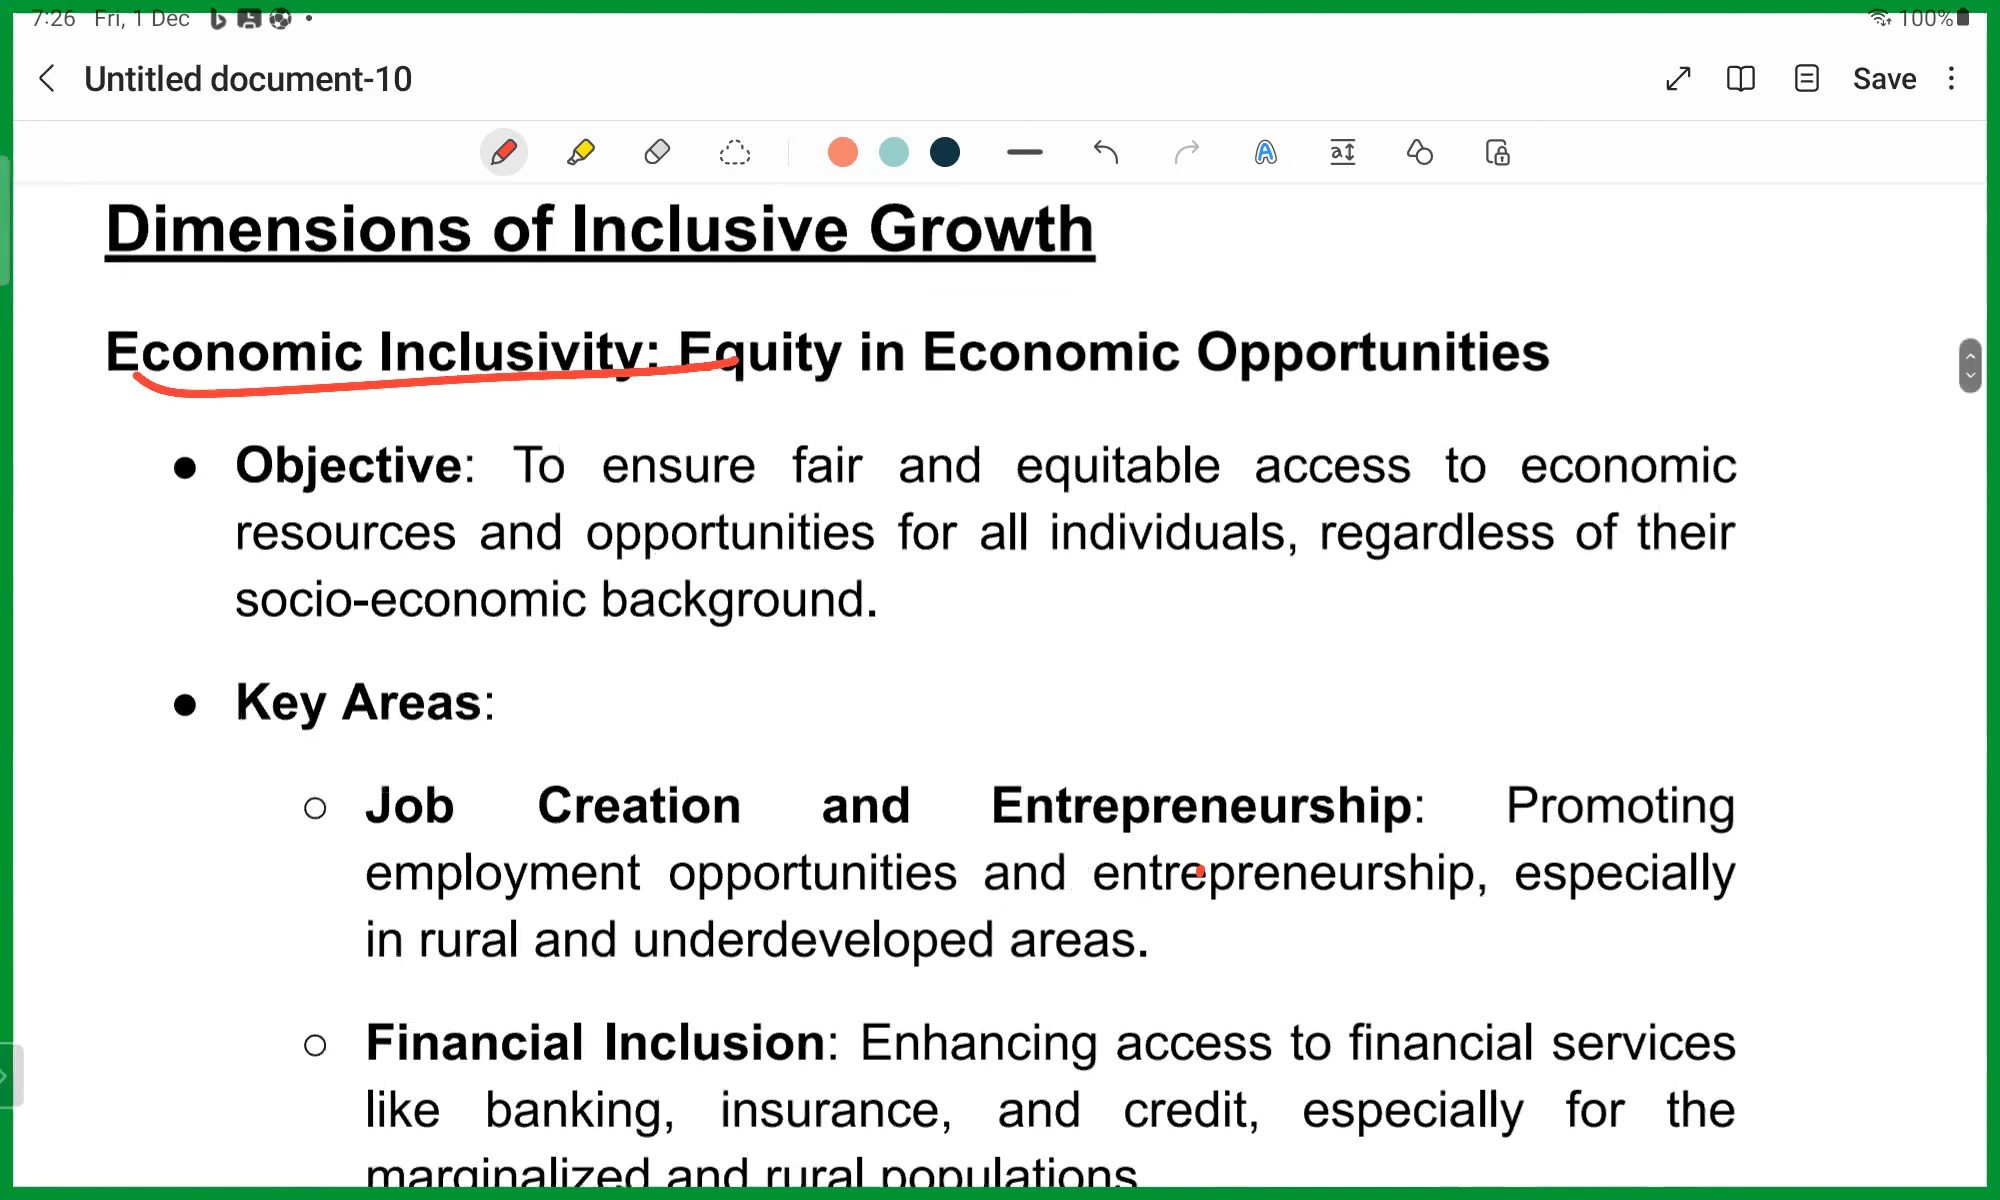 7:26 Fri, 1 Dec
100%
Untitled document-10
Save
Dimensions of Inclusive Growth
Economic Inclusivity: Equity in Economic Opportunities
● Objective: To ensure fair and equitable access to economic
resources and opportunities for all individuals, regardless of their
socio-economic background.
● Key Areas:
○ Job Creation and Entrepreneurship: Promoting
employment opportunities and entrepreneurship, especially
in rural and underdeveloped areas.
○ Financial Inclusion: Enhancing access to financial services
like banking, insurance, and credit, especially for the
marginalized and rural populations.